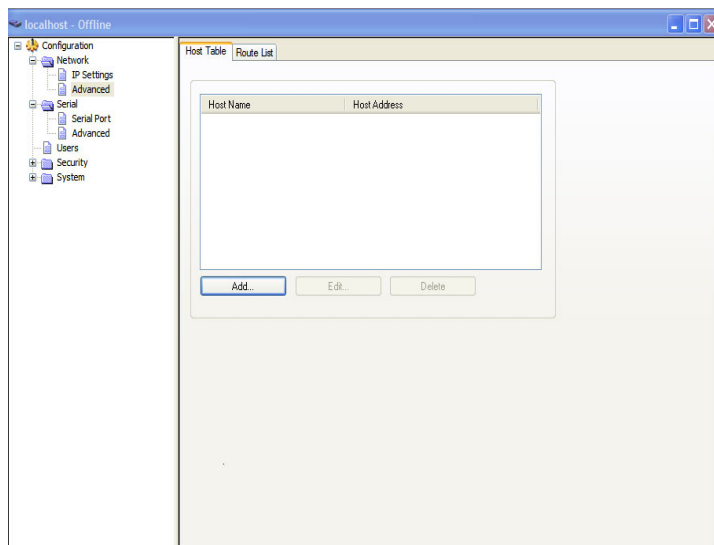 localhost - Offline
Configuration
Network
IP Settings
Advanced
Serial
Serial Port
Advanced
Users
Security
System
Host Table
Route List
Host Name Host Address
Add... Edit... Delete